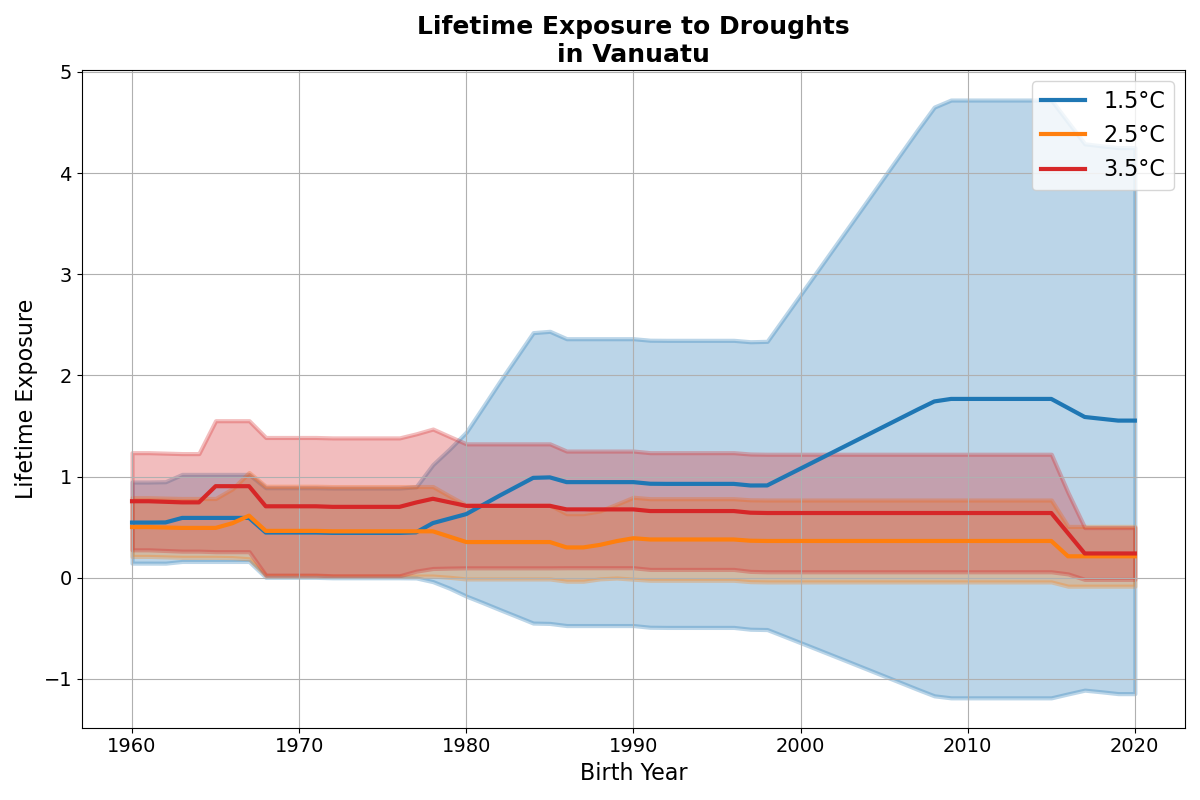 Lifetime Exposure to Droughts
in Vanuatu
1.5°C
2.5°C
3.5°C
Lifetime Exposure
5
4
3
2
1
0
−1
1960 1970 1980 1990 2000 2010 2020
Birth Year